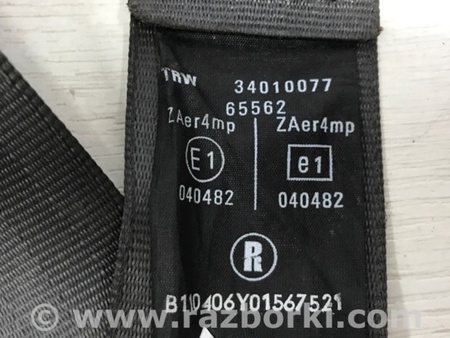 TRW 34010077
65562
ZAer4mp ZAer4mp
E1 e1
040482 040482
R
B110406Y01567521
www.razborki.com